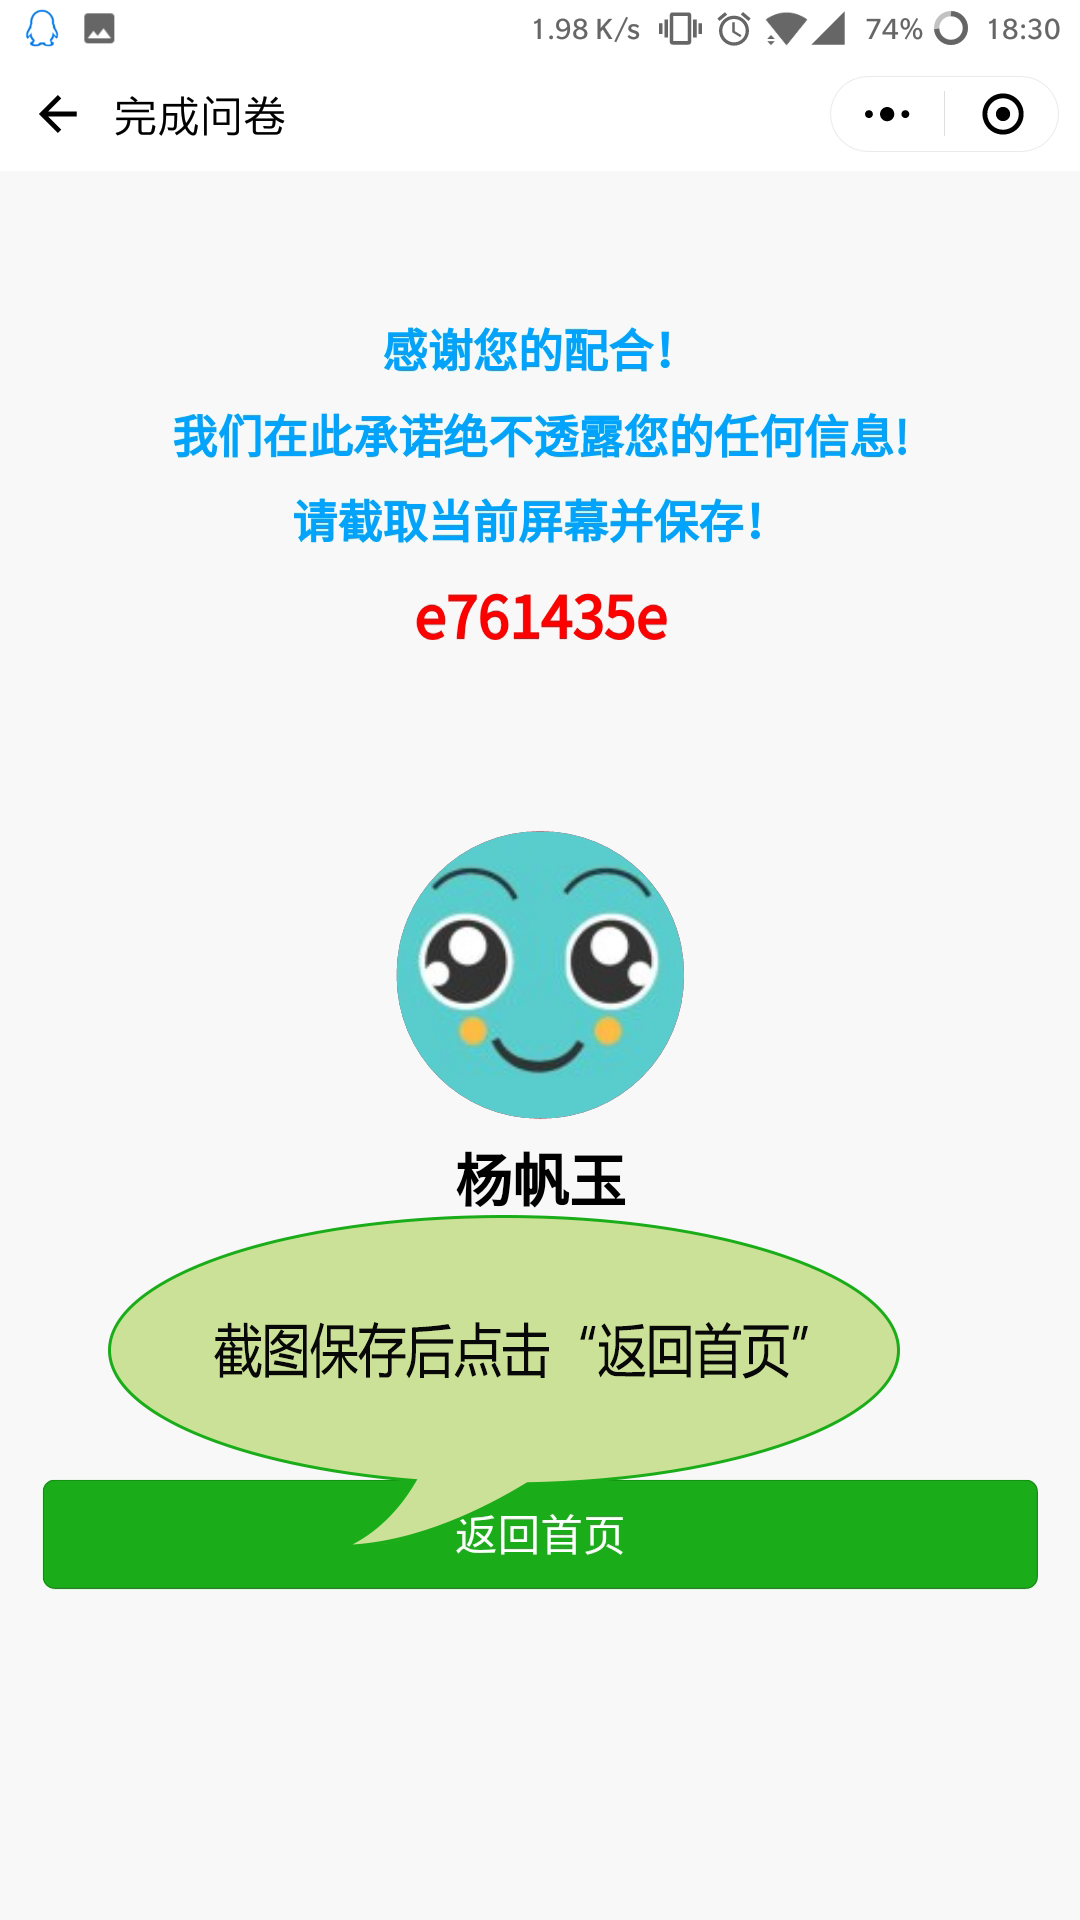 1.98 K/s 74% 18:30
完成问卷
感谢您的配合！
我们在此承诺绝不透露您的任何信息！
请截取当前屏幕并保存！
e761435e
杨帆玉
截图保存后点击“返回首页”
返回首页